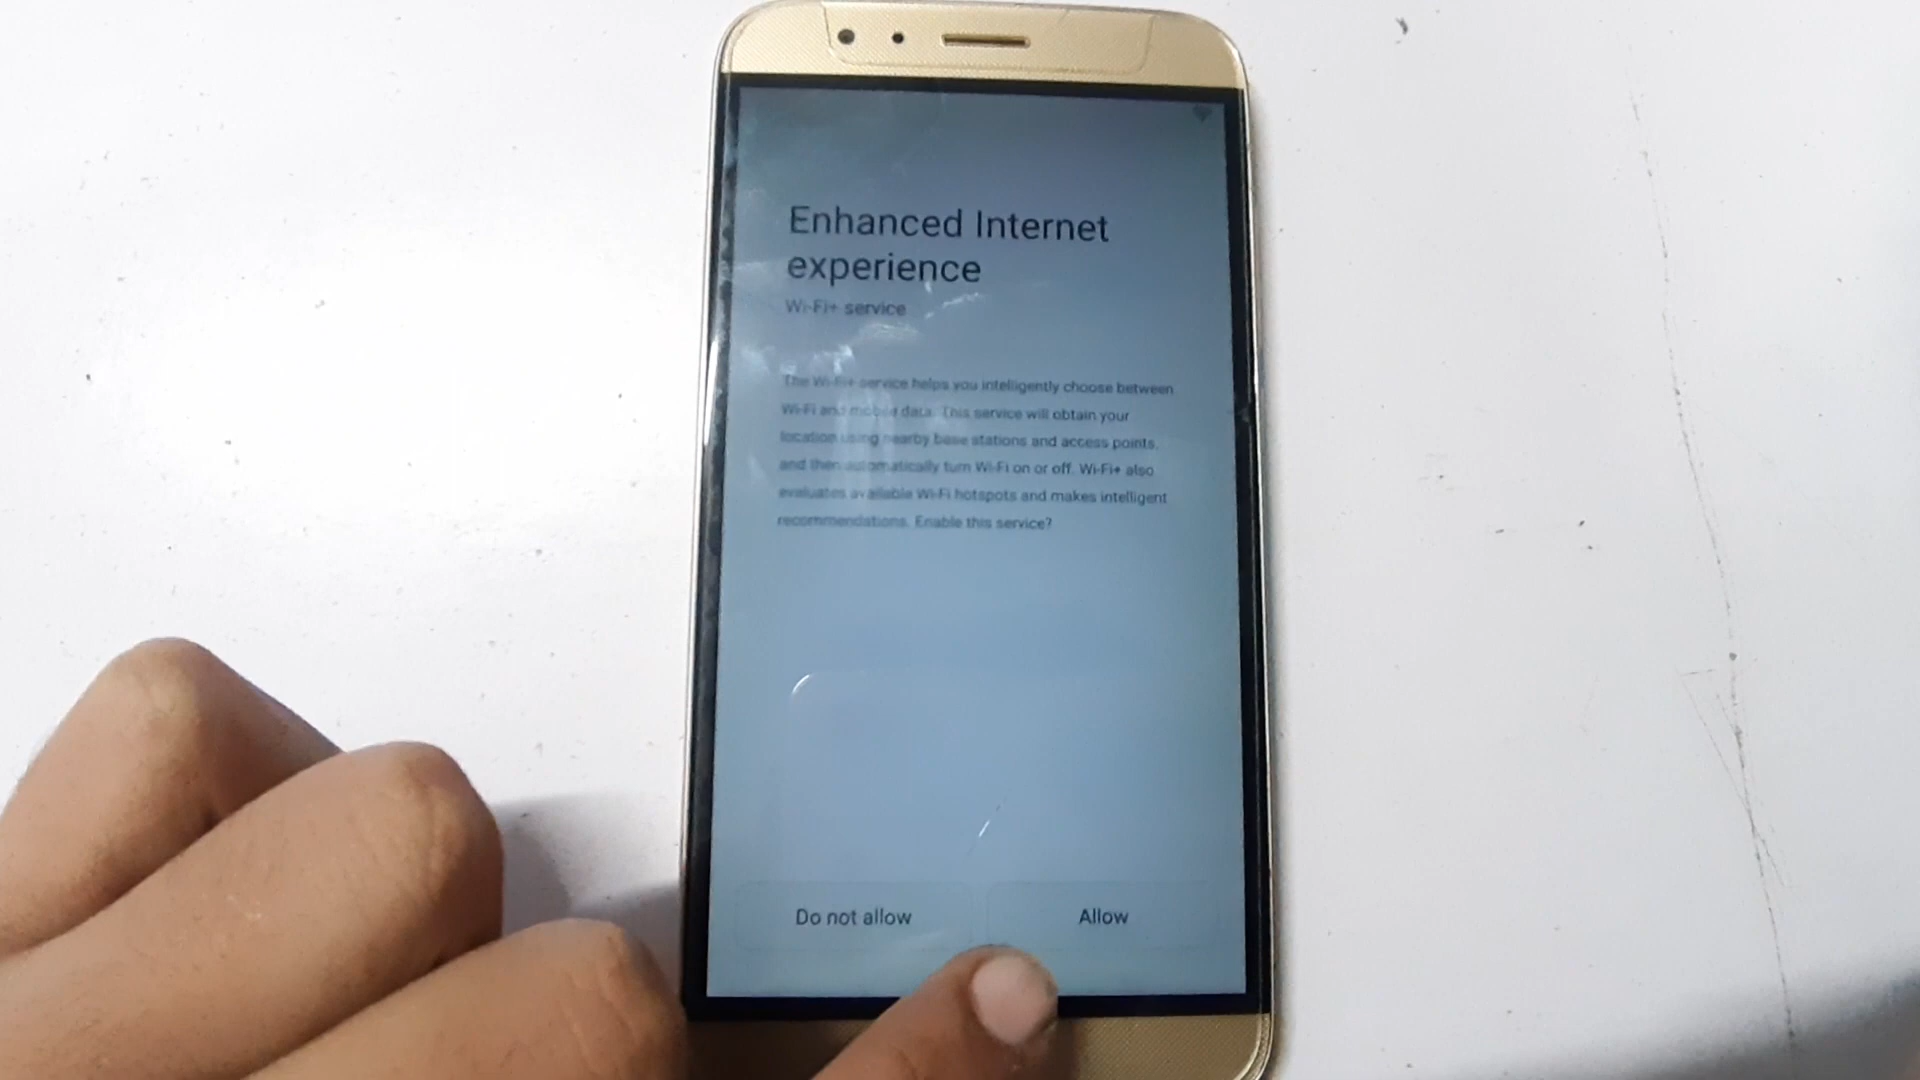 Enhanced Internet
experience
Wi-Fi+ service
The Wi-Fi+ service helps you intelligently choose between
Wi-Fi and mobile data. This service will obtain your
location using nearby base stations and access points,
and then automatically turn Wi-Fi on or off. Wi-Fi+ also
evaluates available Wi-Fi hotspots and makes intelligent
recommendations. Enable this service?
Do not allow
Allow